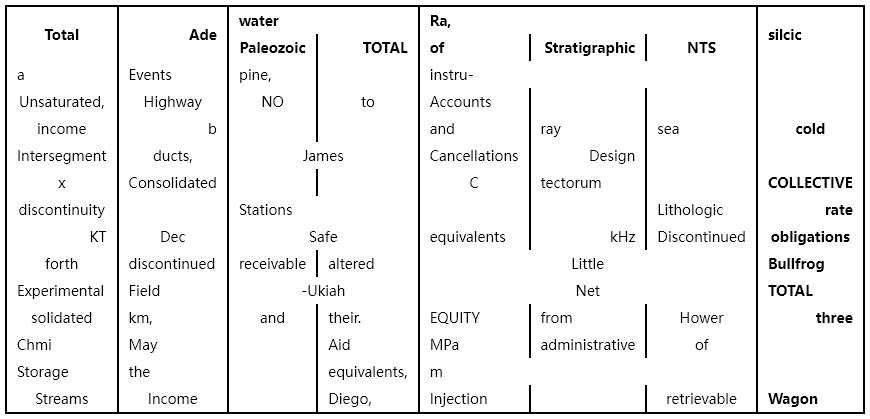 water Ra,
Total Ade silcic
Paleozoic TOTAL of Stratigraphic NTS
a Events pine, instru-
Unsaturated, Highway NO to Accounts
income b and ray sea cold
Intersegment ducts, James Cancellations Design
x Consolidated C tectorum COLLECTIVE
discontinuity Stations Lithologic rate
KT Dec Safe equivalents kHz Discontinued obligations
forth discontinued receivable altered Little Bullfrog
Experimental Field -Ukiah Net TOTAL
solidated km, and their. EQUITY from Hower three
Chmi May Aid MPa administrative of
Storage the equivalents, m
Streams Income Diego, Injection retrievable Wagon